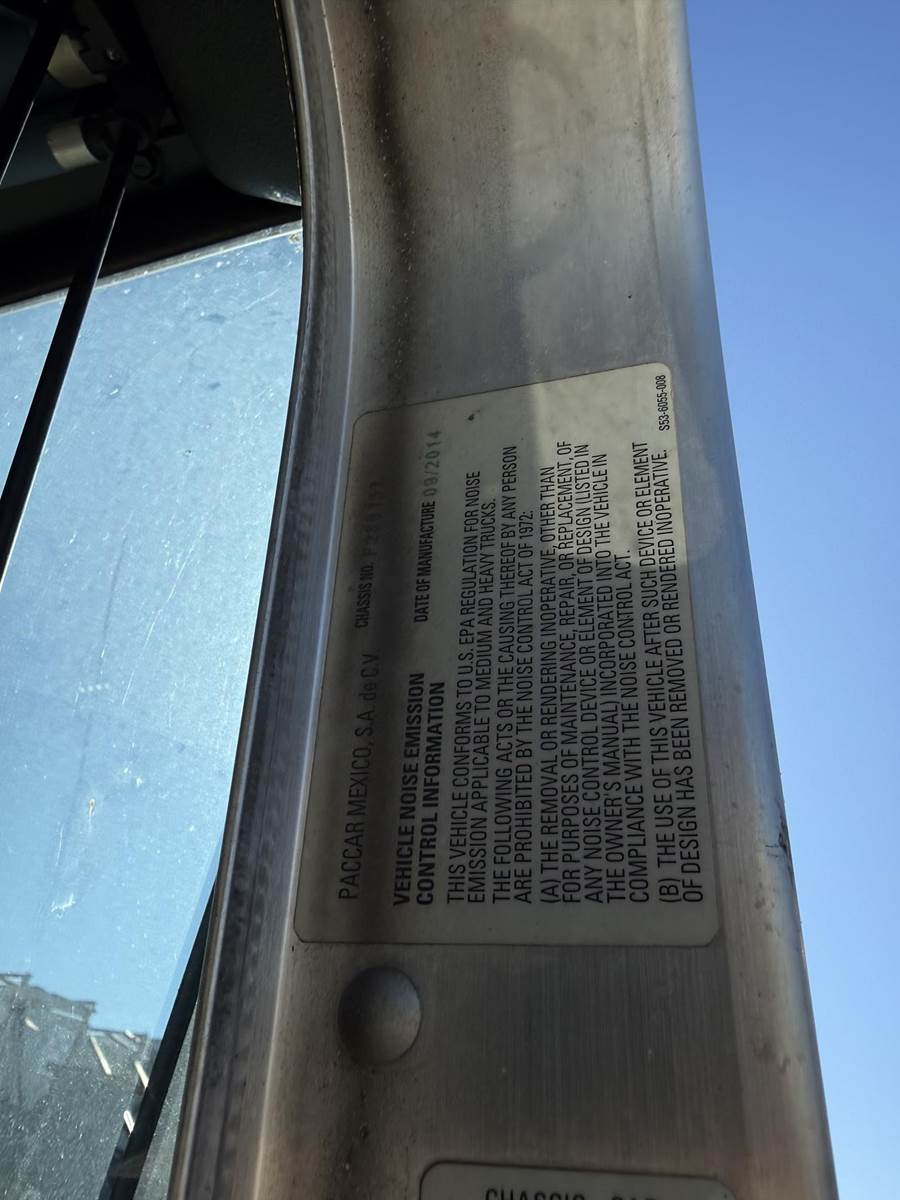 PACCAR MEXICO, S.A. de C.V CHASSIS NO.
VEHICLE NOISE EMISSION
CONTROL INFORMATION
DATE OF MANUFACTURE 09/2014
THIS VEHICLE CONFORMS TO U.S. EPA REGULATION FOR NOISE
EMISSION APPLICABLE TO MEDIUM AND HEAVY TRUCKS.
THE FOLLOWING ACTS OR THE CAUSING THEREOF BY ANY PERSON
ARE PROHIBITED BY THE NOISE CONTROL ACT OF 1972:
(A) THE REMOVAL OR RENDERING INOPERATIVE, OTHER THAN
FOR PURPOSES OF MAINTENANCE, REPAIR, OR REPLACEMENT, OF
ANY NOISE CONTROL DEVICE OR ELEMENT OF DESIGN (LISTED IN
THE OWNER'S MANUAL) INCORPORATED INTO THE VEHICLE IN
COMPLIANCE WITH THE NOISE CONTROL ACT.
(B) THE USE OF THIS VEHICLE AFTER SUCH DEVICE OR ELEMENT
OF DESIGN HAS BEEN REMOVED OR RENDERED INOPERATIVE.
S53-6055-008
CHASSIS